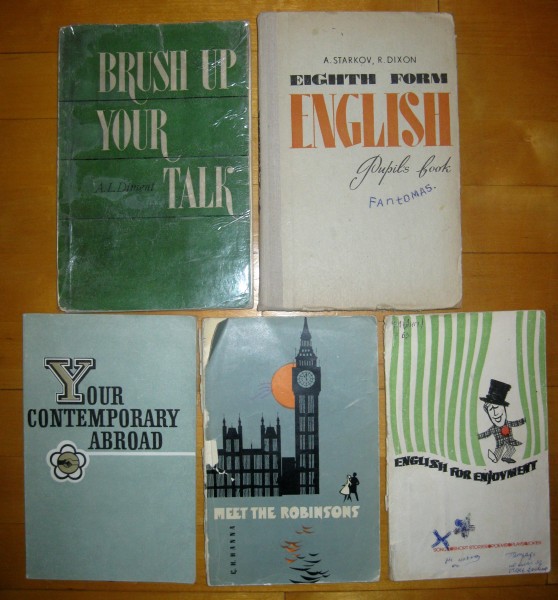 BRUSH UP
YOUR
TALK
A. STARKOV, R. DIXON
EIGHTH FORM
ENGLISH
Pupil's book
FAntOMAS.
YOUR
CONTEMPORARY
ABROAD
MEET THE ROBINSONS
G. H. HANNA
ENGLISH FOR ENJOYMENT